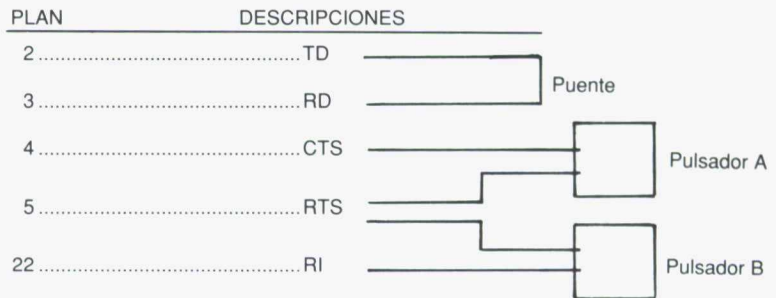 PLAN DESCRIPCIONES
2 ........................................ TD
Puente
3 ........................................ RD
4 ........................................ CTS
Pulsador A
5 ........................................ RTS
22 ........................................ RI
Pulsador B